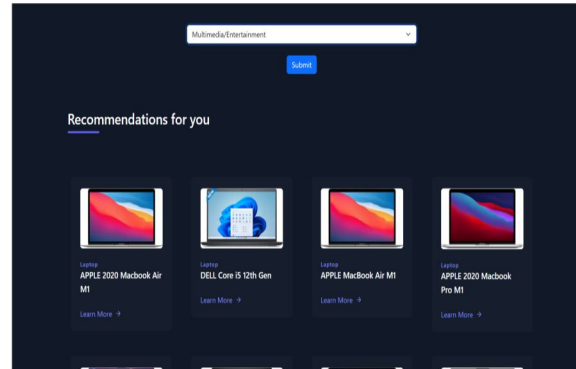 Multimedia/Entertainment
Submit
Recommendations for you
Laptop
APPLE 2020 Macbook Air
M1
Learn More →
Laptop
DELL Core i5 12th Gen
Learn More →
Laptop
APPLE MacBook Air M1
Learn More →
Laptop
APPLE 2020 Macbook
Pro M1
Learn More →